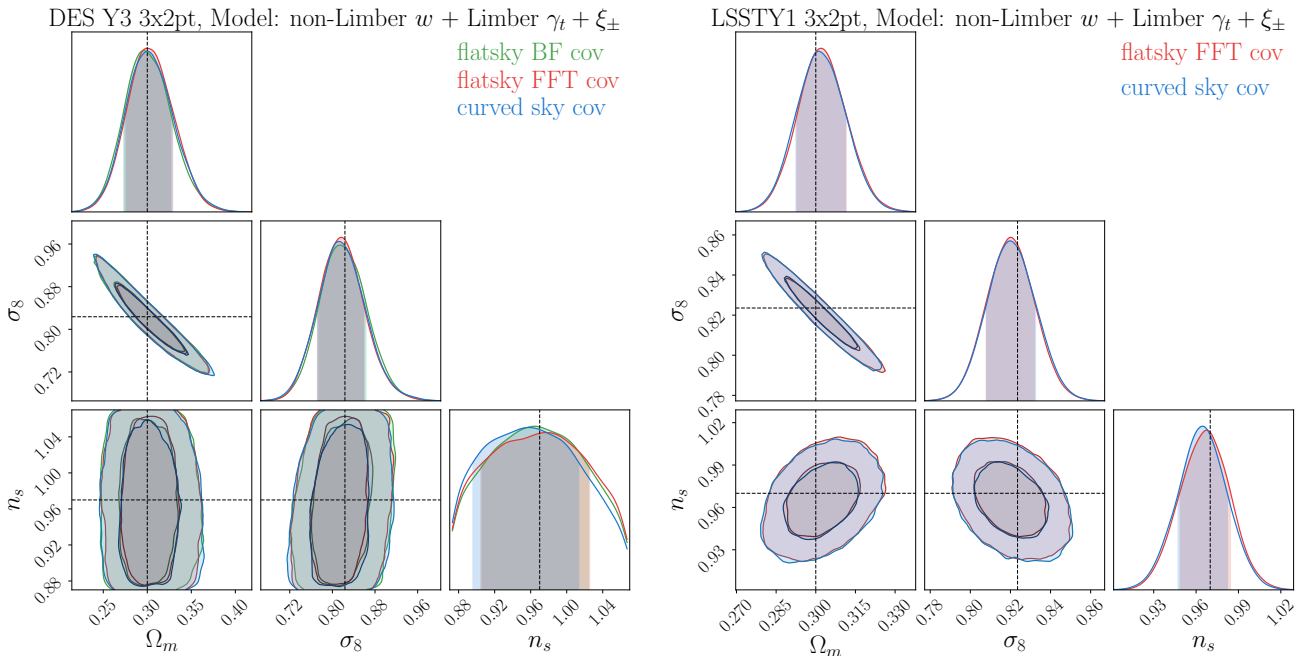 DES Y3 3x2pt, Model: non-Limber w + Limber γₜ + ξ±
flatsky BF cov
flatsky FFT cov
curved sky cov
σ₈
0.96
0.88
0.80
0.72
nₛ
1.04
1.00
0.96
0.92
0.88
0.25
0.30
0.35
0.40
Ωₘ
0.72
0.80
0.88
0.96
σ₈
0.88
0.92
0.96
1.00
1.04
nₛ
LSSTY1 3x2pt, Model: non-Limber w + Limber γₜ + ξ±
flatsky FFT cov
curved sky cov
σ₈
0.86
0.84
0.82
0.80
0.78
nₛ
1.02
0.99
0.96
0.93
0.270
0.285
0.300
0.315
0.330
Ωₘ
0.78
0.80
0.82
0.84
0.86
σ₈
0.93
0.96
0.99
1.02
nₛ